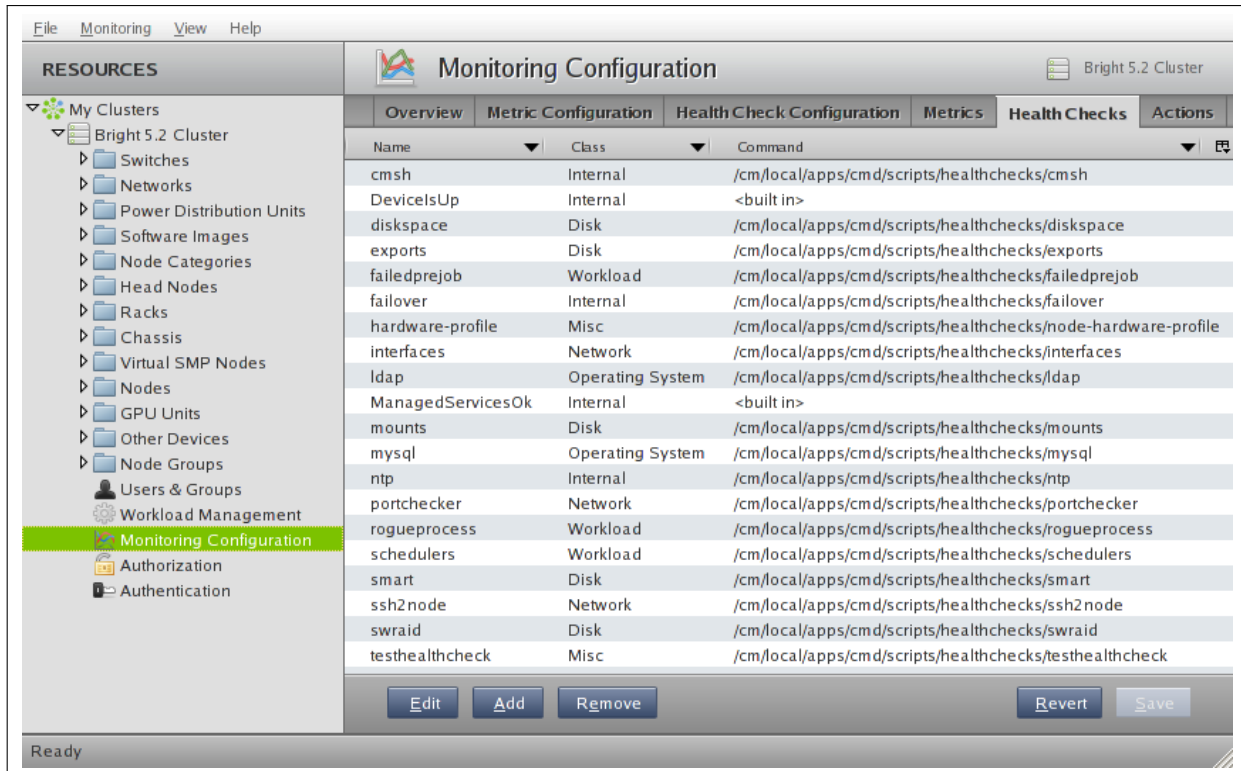 File Monitoring View Help
RESOURCES
My Clusters
Bright 5.2 Cluster
Switches
Networks
Power Distribution Units
Software Images
Node Categories
Head Nodes
Racks
Chassis
Virtual SMP Nodes
Nodes
GPU Units
Other Devices
Node Groups
Users & Groups
Workload Management
Monitoring Configuration
Authorization
Authentication
Monitoring Configuration
Bright 5.2 Cluster
Overview Metric Configuration Health Check Configuration Metrics Health Checks Actions
Name Class Command
cmsh Internal /cm/local/apps/cmd/scripts/healthchecks/cmsh
DeviceIsUp Internal <built in>
diskspace Disk /cm/local/apps/cmd/scripts/healthchecks/diskspace
exports Disk /cm/local/apps/cmd/scripts/healthchecks/exports
failedprejob Workload /cm/local/apps/cmd/scripts/healthchecks/failedprejob
failover Internal /cm/local/apps/cmd/scripts/healthchecks/failover
hardware-profile Misc /cm/local/apps/cmd/scripts/healthchecks/node-hardware-profile
interfaces Network /cm/local/apps/cmd/scripts/healthchecks/interfaces
ldap Operating System /cm/local/apps/cmd/scripts/healthchecks/ldap
ManagedServicesOk Internal <built in>
mounts Disk /cm/local/apps/cmd/scripts/healthchecks/mounts
mysql Operating System /cm/local/apps/cmd/scripts/healthchecks/mysql
ntp Internal /cm/local/apps/cmd/scripts/healthchecks/ntp
portchecker Network /cm/local/apps/cmd/scripts/healthchecks/portchecker
rogueprocess Workload /cm/local/apps/cmd/scripts/healthchecks/rogueprocess
schedulers Workload /cm/local/apps/cmd/scripts/healthchecks/schedulers
smart Disk /cm/local/apps/cmd/scripts/healthchecks/smart
ssh2node Network /cm/local/apps/cmd/scripts/healthchecks/ssh2node
swraid Disk /cm/local/apps/cmd/scripts/healthchecks/swraid
testhealthcheck Misc /cm/local/apps/cmd/scripts/healthchecks/testhealthcheck
Edit Add Remove Revert Save
Ready